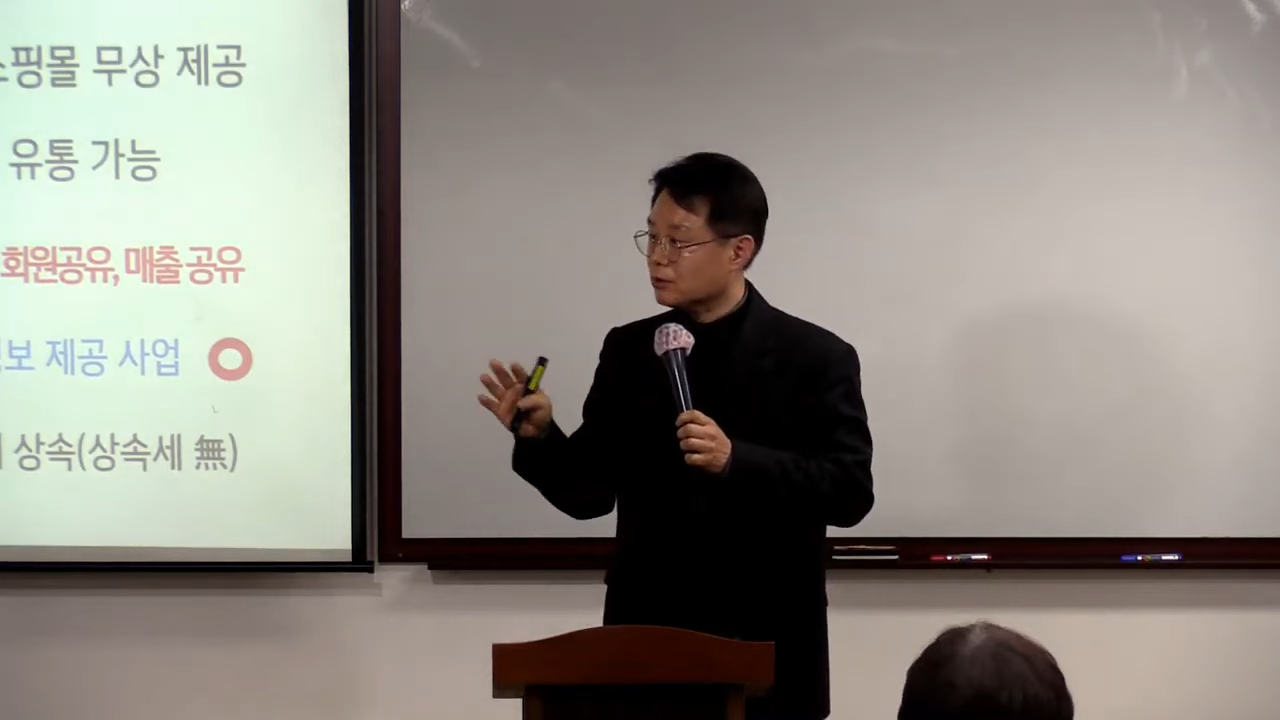 쇼핑몰 무상 제공
유통 가능
회원공유, 매출 공유
제공 사업
상속(상속세 無)